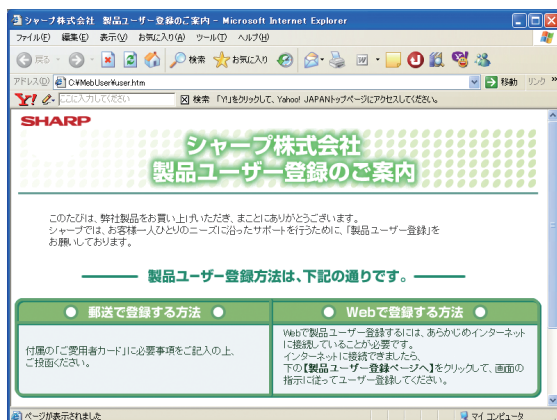 シャープ株式会社 製品ユーザー登録のご案内 - Microsoft Internet Explorer
ファイル(F) 編集(E) 表示(V) お気に入り(A) ツール(T) ヘルプ(H)
戻る 検索 お気に入り
アドレス(D) C:¥MebUser¥user.htm 移動 リンク »
Y! ここに入力してください 検索 「Y!」をクリックして、Yahoo! JAPANトップページにアクセスしてください。
SHARP
シャープ株式会社
製品ユーザー登録のご案内
このたびは、弊社製品をお買い上げいただき、まことにありがとうございます。
シャープでは、お客様一人ひとりのニーズに沿ったサポートを行うために、「製品ユーザー登録」を
お願いしております。
製品ユーザー登録方法は、下記の通りです。
郵送で登録する方法 Webで登録する方法
付属の「ご愛用者カード」に必要事項をご記入の上、
ご投函ください。
Webで製品ユーザー登録するには、あらかじめインターネット
に接続していることが必要です。
インターネットに接続できましたら、
下の【製品ユーザー登録ページへ】をクリックして、画面の
指示に従ってユーザー登録してください。
ページが表示されました マイ コンピュータ